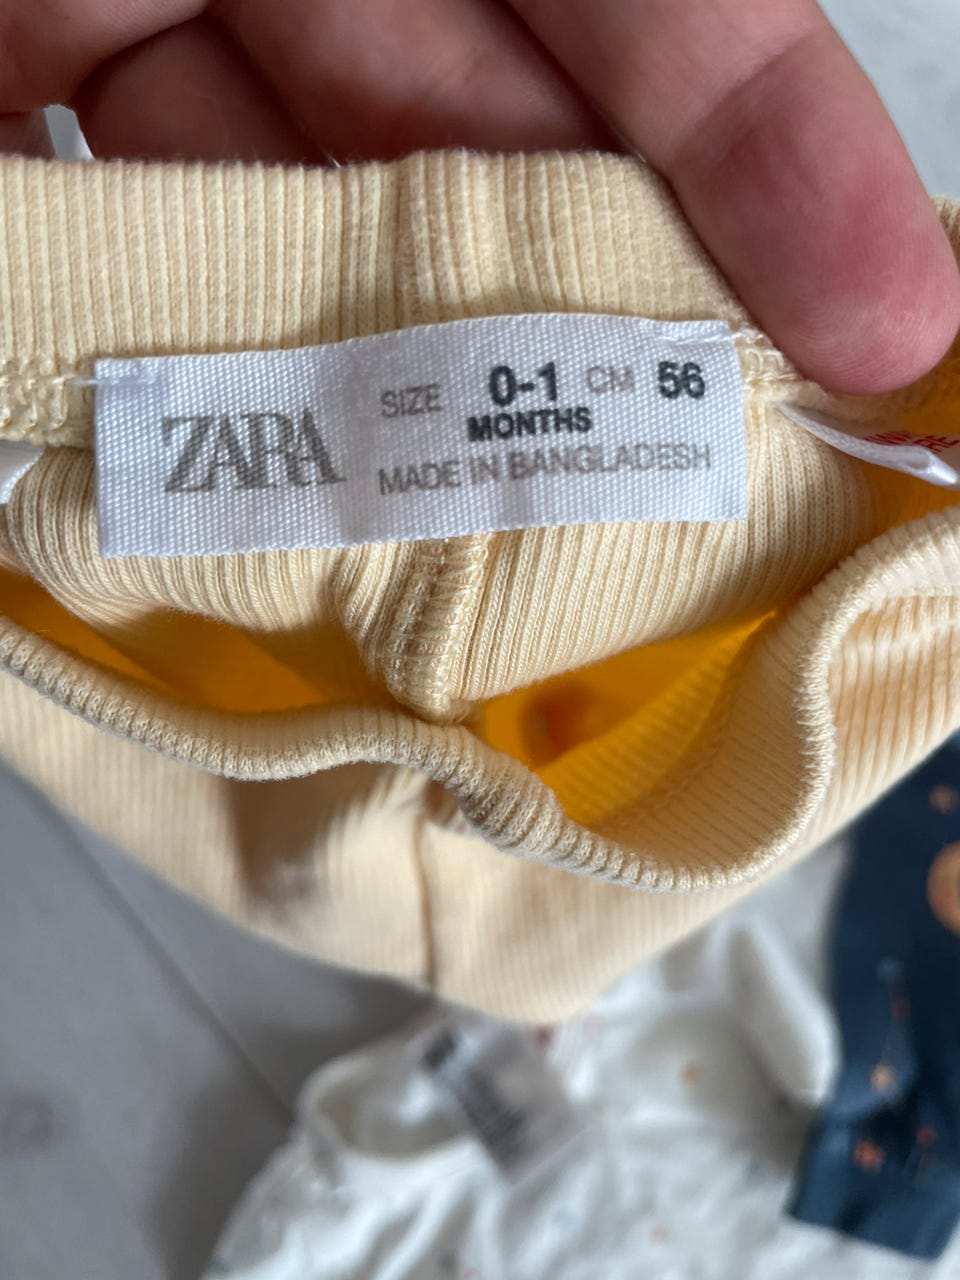 ZARA
SIZE 0-1 CM 56
MONTHS
MADE IN BANGLADESH